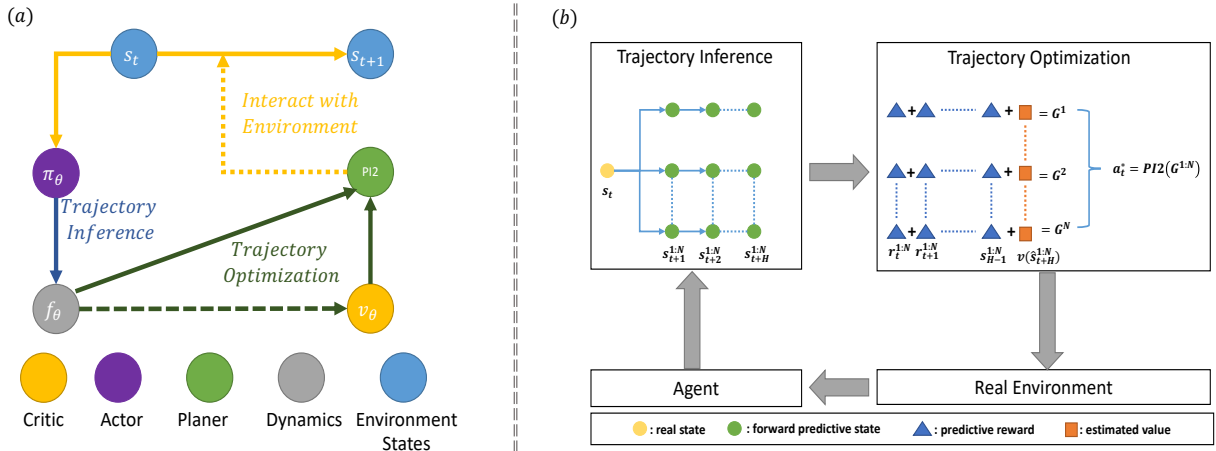 (a)
s_t
s_{t+1}
Interact with
Environment
π_θ
PI2
Trajectory
Inference
Trajectory
Optimization
f_θ
v_θ
Critic
Actor
Planer
Dynamics
Environment
States
(b)
Trajectory Inference
s_t
s_{t+1}^{1:N} s_{t+2}^{1:N} s_{t+H}^{1:N}
Trajectory Optimization
+ + + = G^1
+ + + = G^2
a_t^* = PI2(G^{1:N})
+ + + = G^N
r_t^{1:N} r_{t+1}^{1:N} s_{H-1}^{1:N} v(ŝ_{t+H}^{1:N})
Agent
Real Environment
: real state : forward predictive state : predictive reward : estimated value